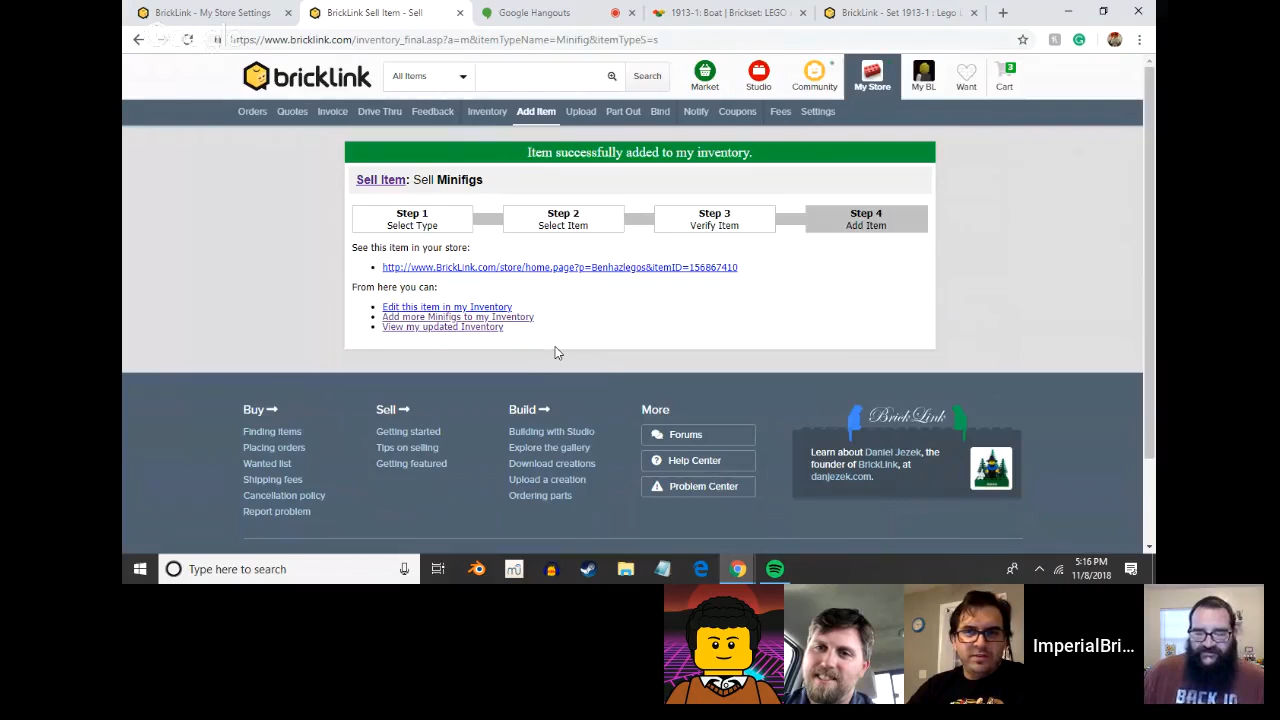 BrickLink - My Store Settings
BrickLink Sell Item - Sell
Google Hangouts
1913-1: Boat | Brickset: LEGO
BrickLink - Set 1913-1 : Lego
https://www.bricklink.com/inventory_final.asp?a=m&itemTypeName=Minifig&itemTypeS=s
bricklink
All Items
Search
Market
Studio
Community
My Store
My BL
Want
3
Cart
Orders Quotes Invoice Drive Thru Feedback Inventory Add Item Upload Part Out Bind Notify Coupons Fees Settings
Item successfully added to my inventory.
Sell Item: Sell Minifigs
Step 1
Select Type
Step 2
Select Item
Step 3
Verify Item
Step 4
Add Item
See this item in your store:
http://www.BrickLink.com/store/home.page?p=Benhazlegos&itemID=156867410
From here you can:
Edit this item in my Inventory
Add more Minifigs to my Inventory
View my updated Inventory
Buy
Finding items
Placing orders
Wanted list
Shipping fees
Cancellation policy
Report problem
Sell
Getting started
Tips on selling
Getting featured
Build
Building with Studio
Explore the gallery
Download creations
Upload a creation
Ordering parts
More
Forums
Help Center
Problem Center
BrickLink
Learn about Daniel Jezek, the
founder of BrickLink, at
danjezek.com.
Type here to search
5:16 PM
11/8/2018
ImperialBri...
BACK IN